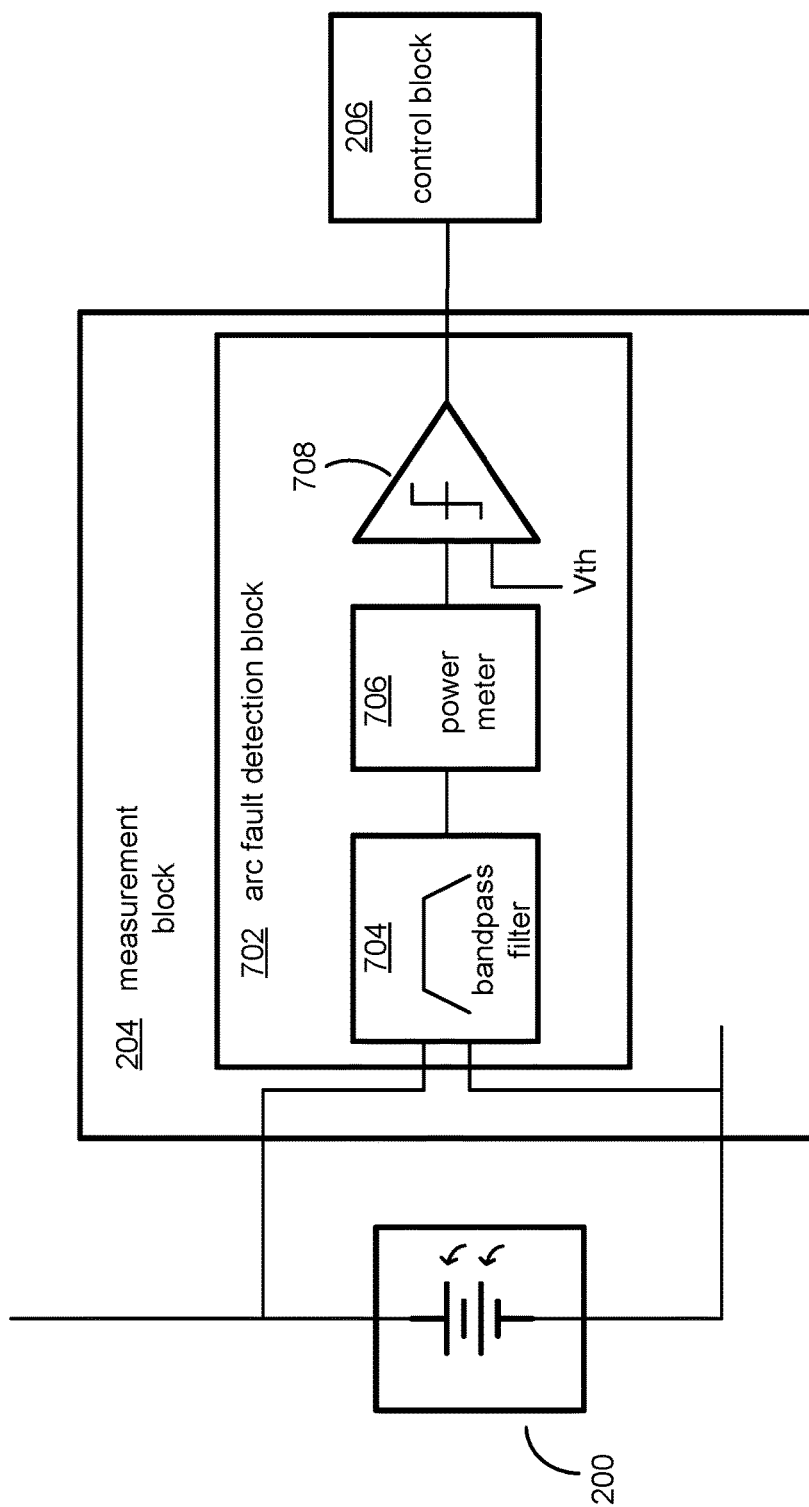 204 measurement
block
702 arc fault detection block
704
bandpass
filter
706
power
meter
708
Vth
206
control block
200